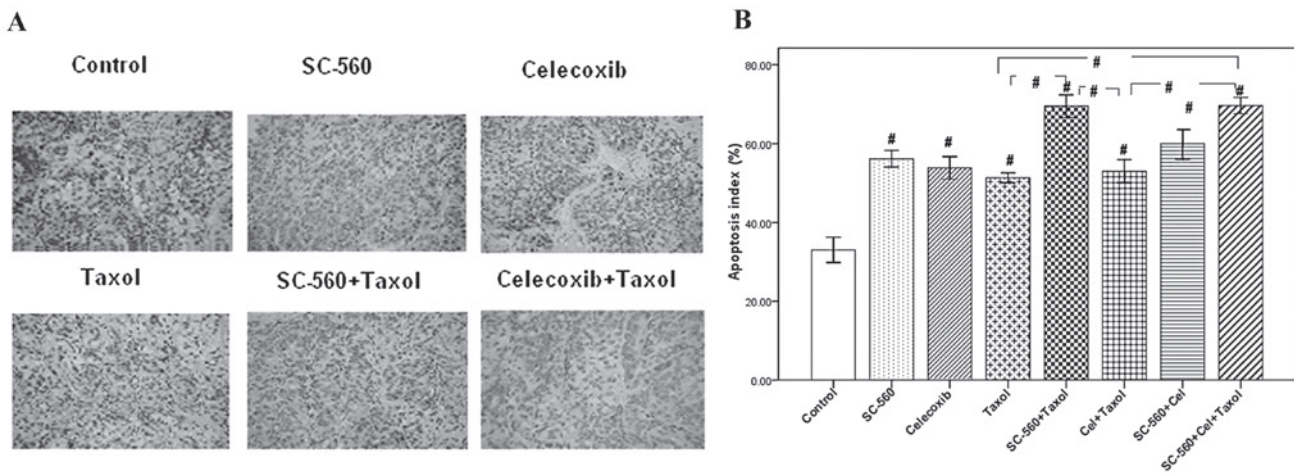 A
Control
SC-560
Celecoxib
Taxol
SC-560+Taxol
Celecoxib+Taxol
B
Apoptosis index (%)
80.00
60.00
40.00
20.00
0.00
#
# # # #
# #
#
# # #
# #
Control
SC-560
Celecoxib
Taxol
SC-560+Taxol
Cel+Taxol
SC-560+Cel
SC-560+Cel+Taxol